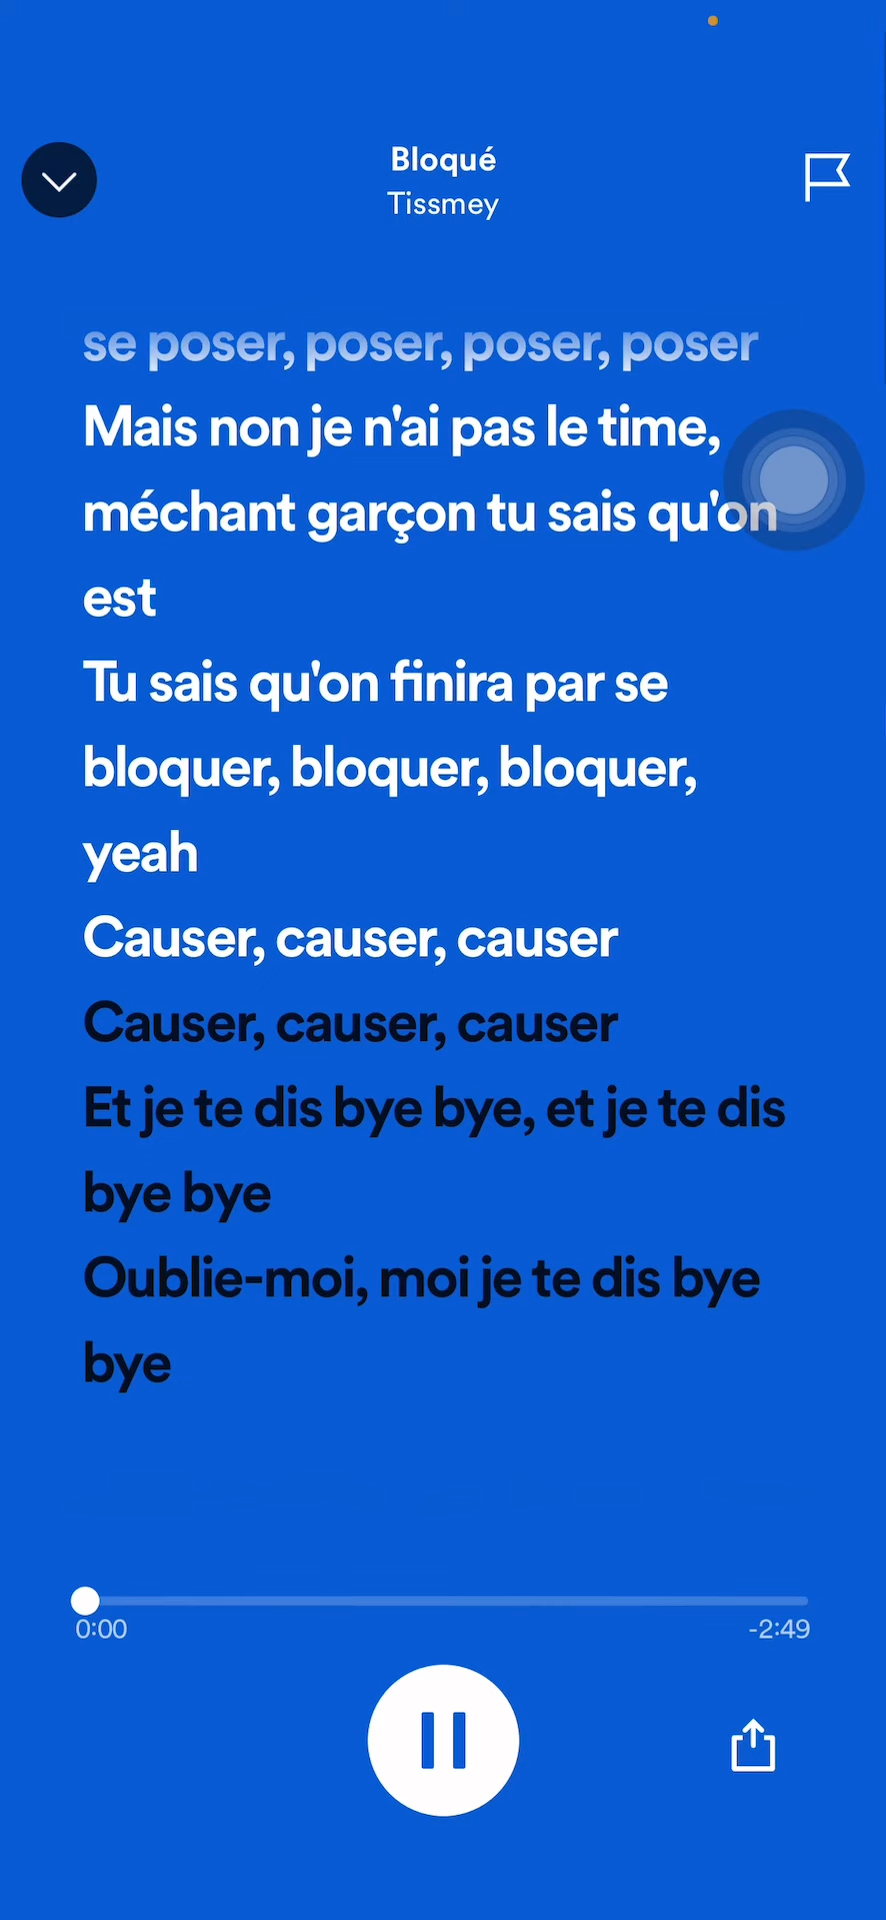 Bloqué
Tissmey
se poser, poser, poser, poser
Mais non je n'ai pas le time,
méchant garçon tu sais qu'on
est
Tu sais qu'on finira par se
bloquer, bloquer, bloquer,
yeah
Causer, causer, causer
Causer, causer, causer
Et je te dis bye bye, et je te dis
bye bye
Oublie-moi, moi je te dis bye
bye
0:00
-2:49